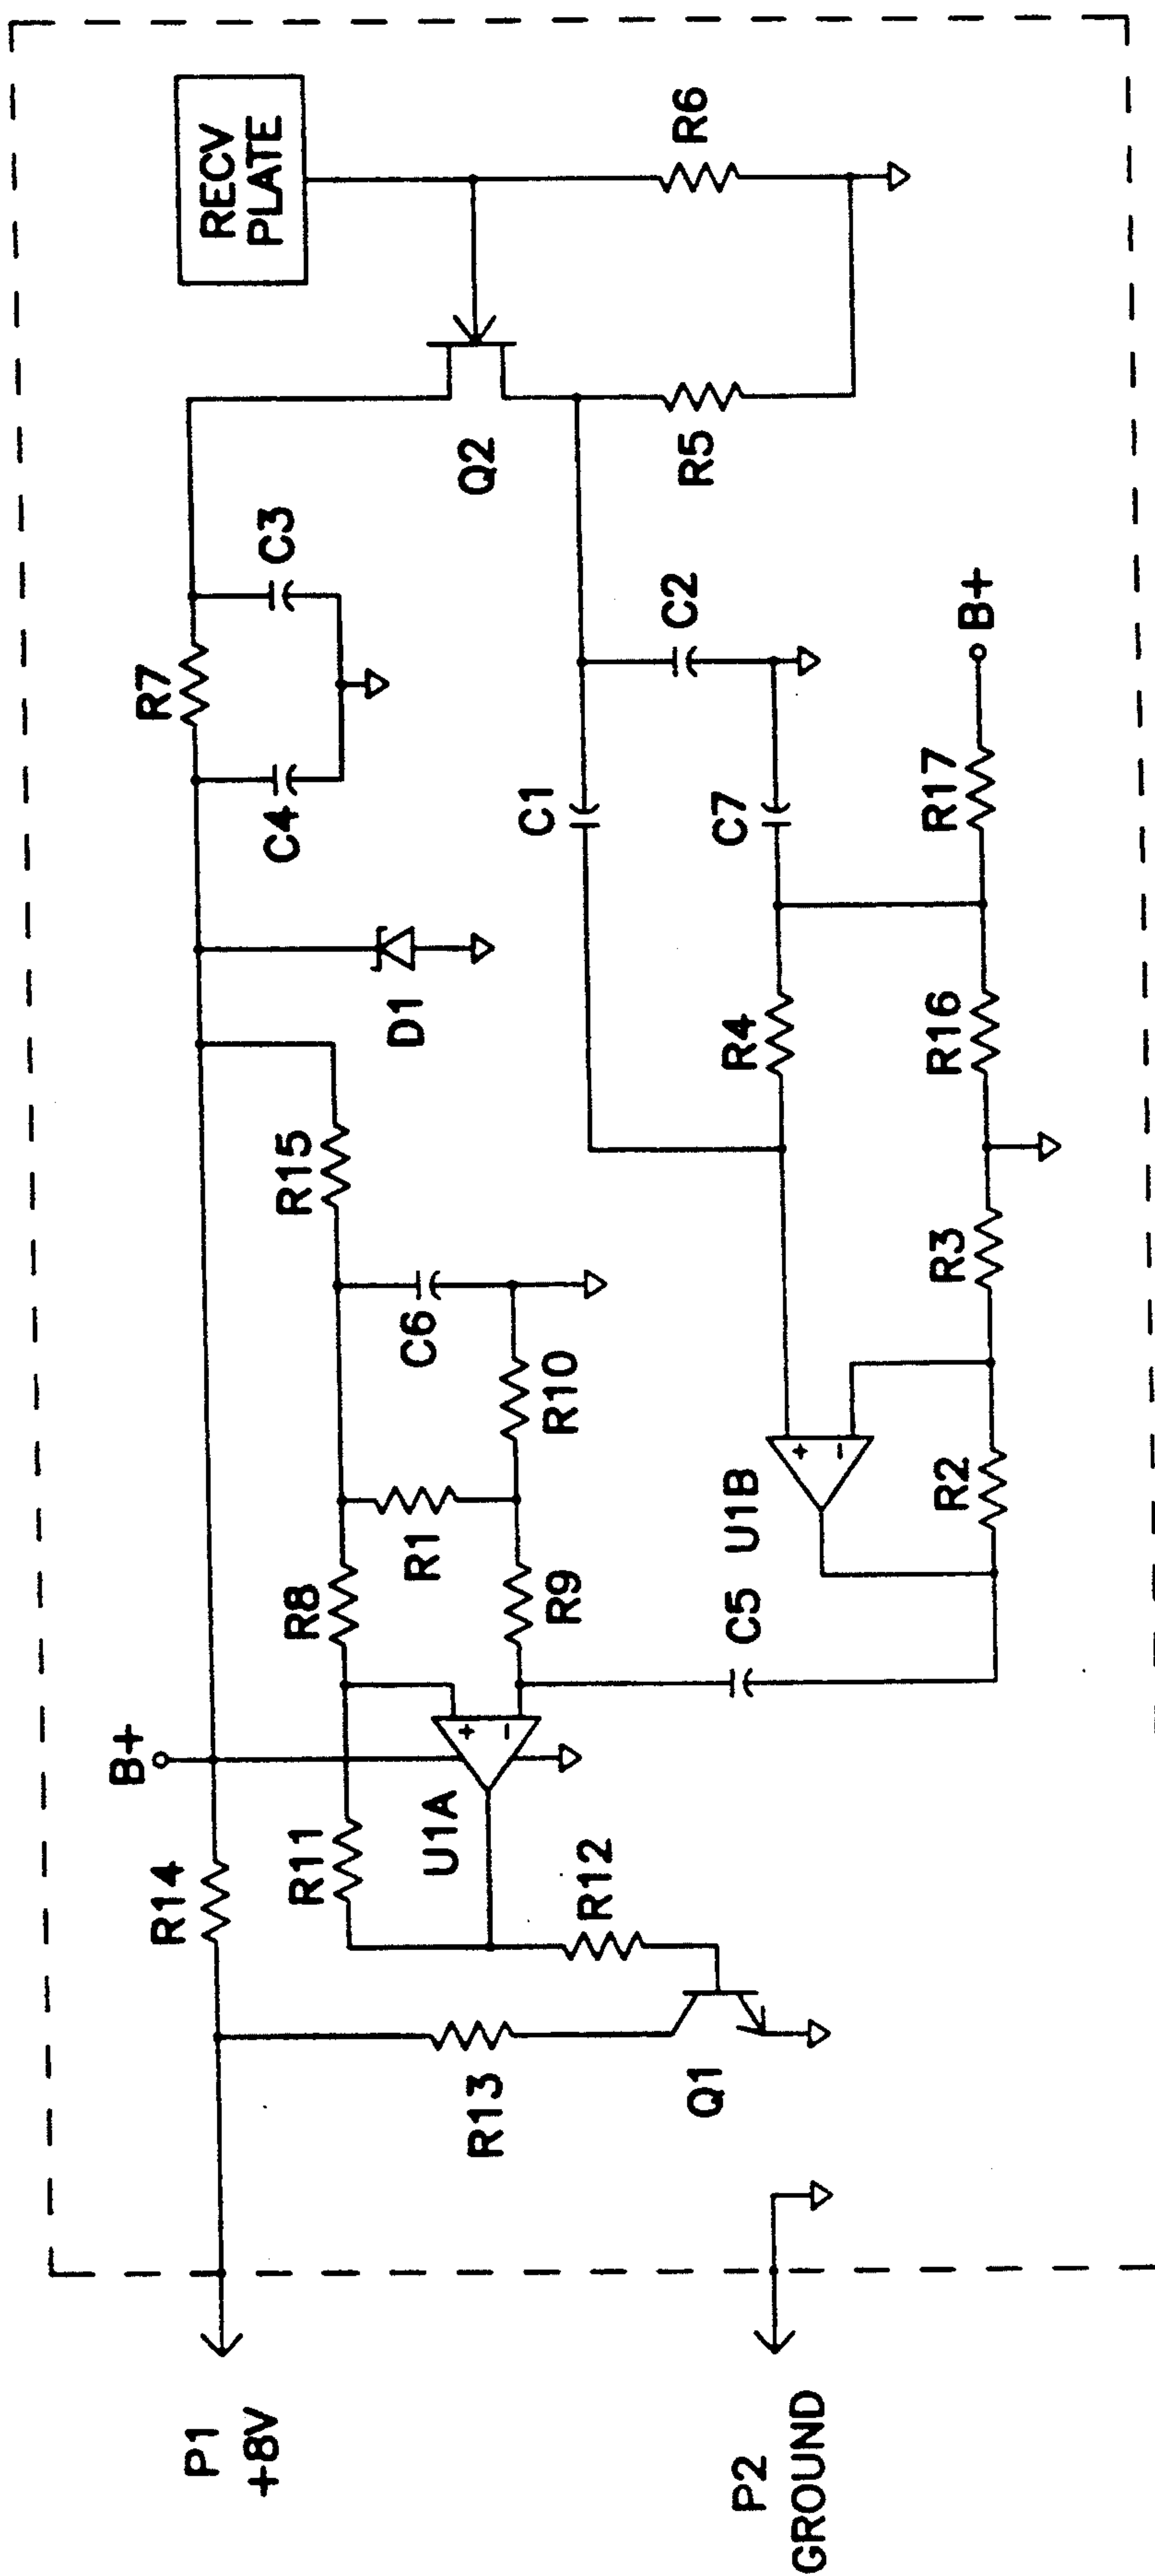 P1
+8V
P2
GROUND
R14
B+
R13
Q1
R11
U1A
R12
R8
R1
R9
C6
R10
R15
D1
C4
R7
C3
C5
U1B
R2
R3
R4
R16
C1
C7
R17
C2
B+
Q2
R5
RECV
PLATE
R6
+
−
+
−